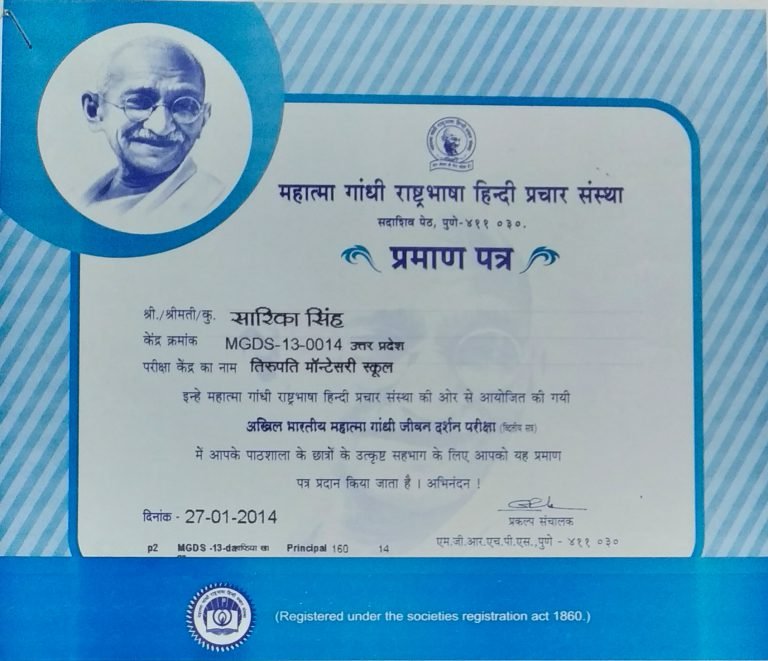 महात्मा गांधी राष्ट्रभाषा हिन्दी प्रचार संस्था
सदाशिव पेठ, पुणे-४११ ०३०.
प्रमाण पत्र
श्री./श्रीमती/कु. सारिका सिंह
केंद्र क्रमांक MGDS-13-0014 उत्तर प्रदेश
परीक्षा केंद्र का नाम तिरुपति मॉन्टेसरी स्कूल
इन्हे महात्मा गांधी राष्ट्रभाषा हिन्दी प्रचार संस्था की ओर से आयोजित की गयी
अखिल भारतीय महात्मा गांधी जीवन दर्शन परीक्षा
में आपके पाठशाला के छात्रों के उत्कृष्ट सहभाग के लिए आपको यह प्रमाण
पत्र प्रदान किया जाता है । अभिनंदन !
दिनांक - 27-01-2014
प्रकल्प संचालक
एम.जी.आर.एच.पी.एस.,पुणे - ४११ ०३०
p2 MGDS -13- Principal 160 14
(Registered under the societies registration act 1860.)